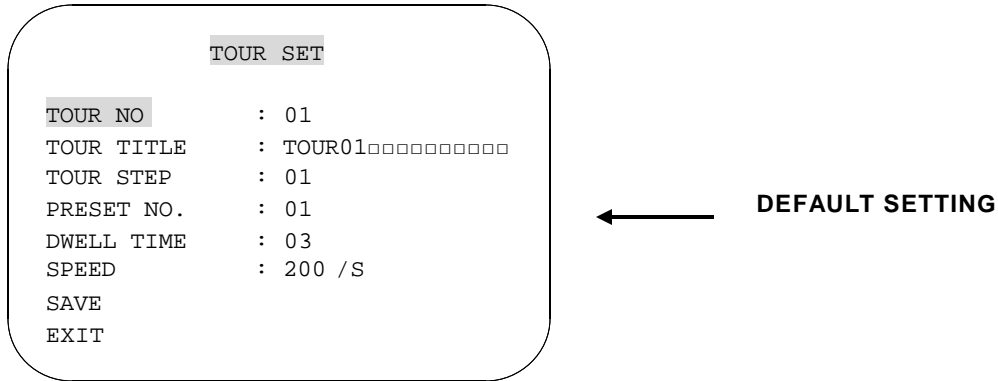 TOUR SET
TOUR NO : 01
TOUR TITLE : TOUR01□□□□□□□□□□
TOUR STEP : 01
PRESET NO. : 01
DWELL TIME : 03
SPEED : 200 /S
SAVE
EXIT
DEFAULT SETTING